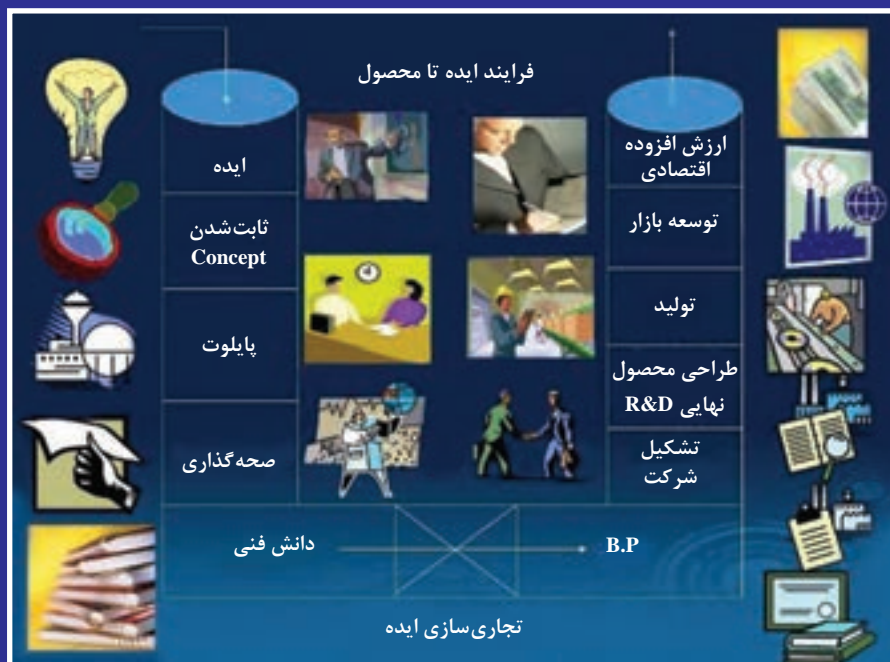 فرایند ایده تا محصول
ایده
ثابت‌شدن
Concept
پایلوت
صحه‌گذاری
دانش فنی
B.P
تشکیل
شرکت
طراحی محصول
نهایی R&D
تولید
توسعه بازار
ارزش افزوده
اقتصادی
تجاری‌سازی ایده